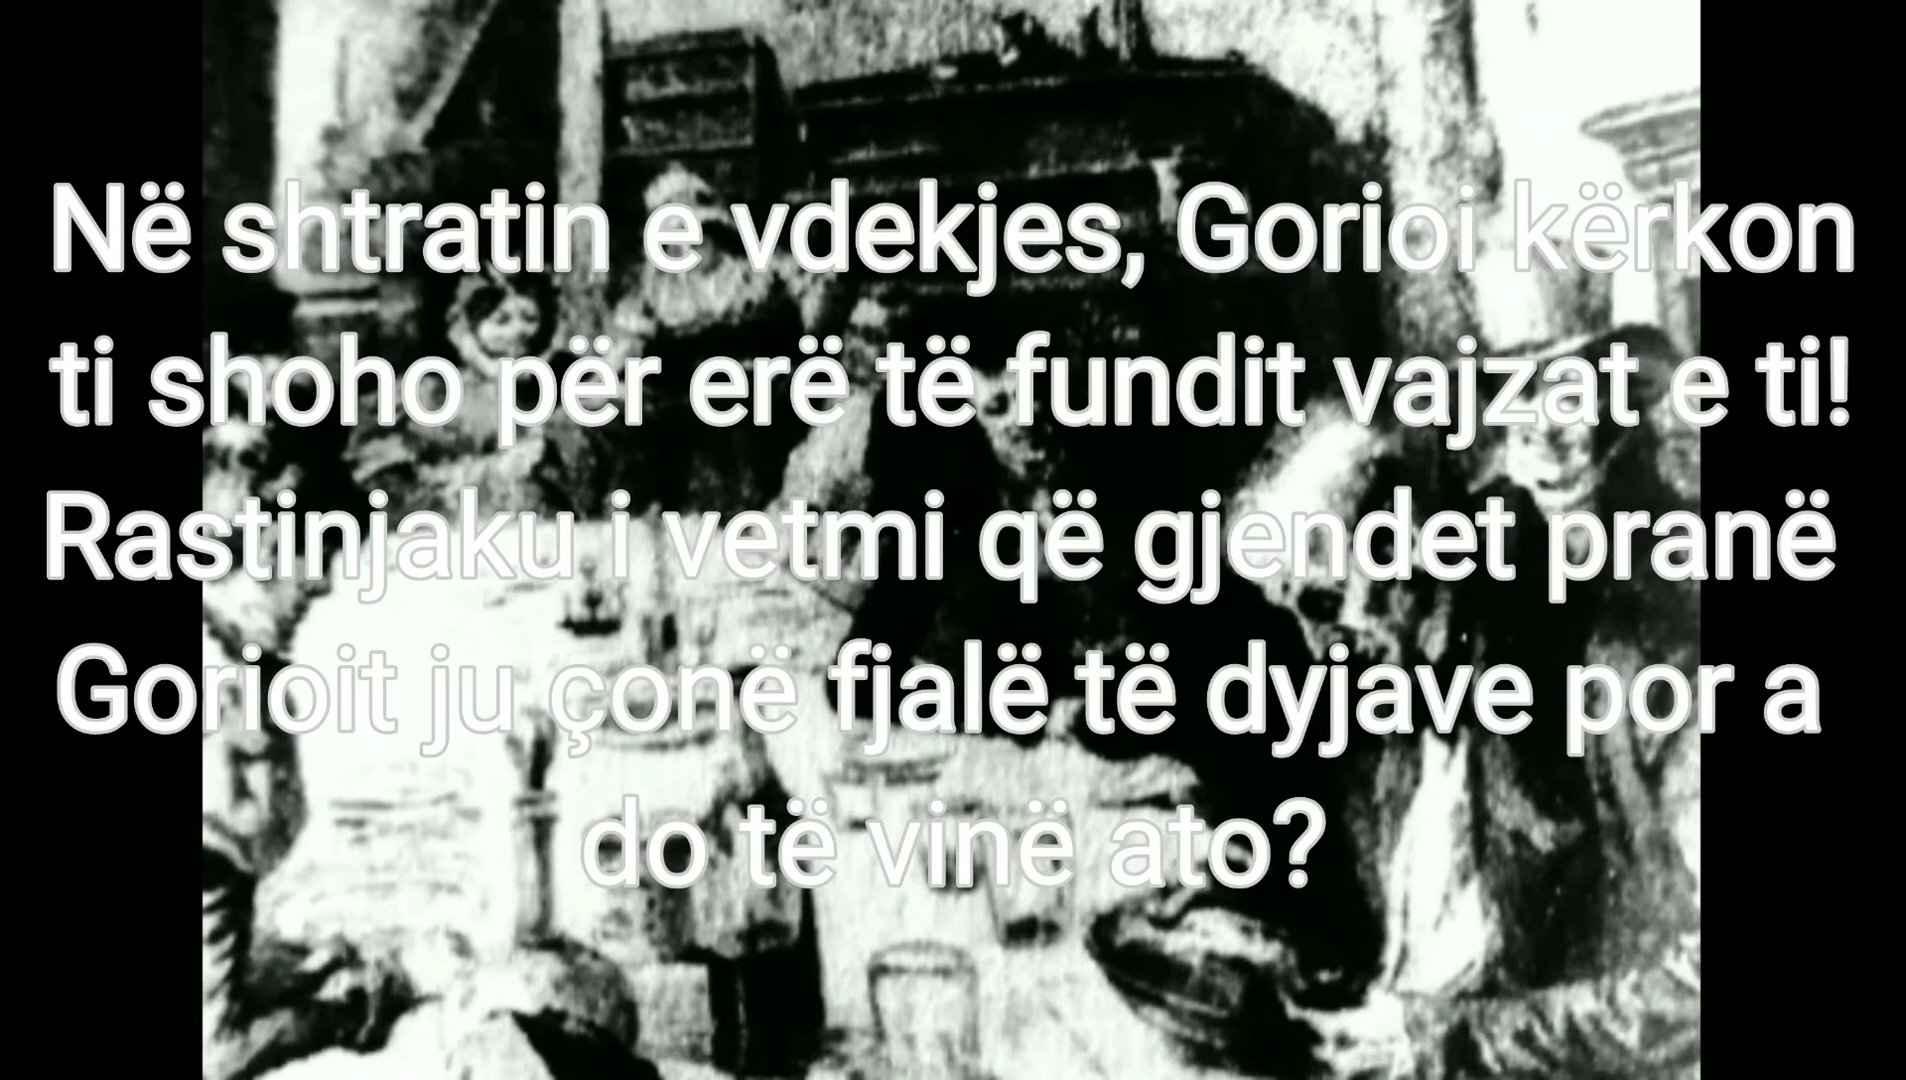 Në shtratin e vdekjes, Gorioi kërkon
ti shoho për erë të fundit vajzat e ti!
Rastinjaku i vetmi që gjendet pranë
Gorioit ju çonë fjalë të dyjave por a
do të vinë ato?